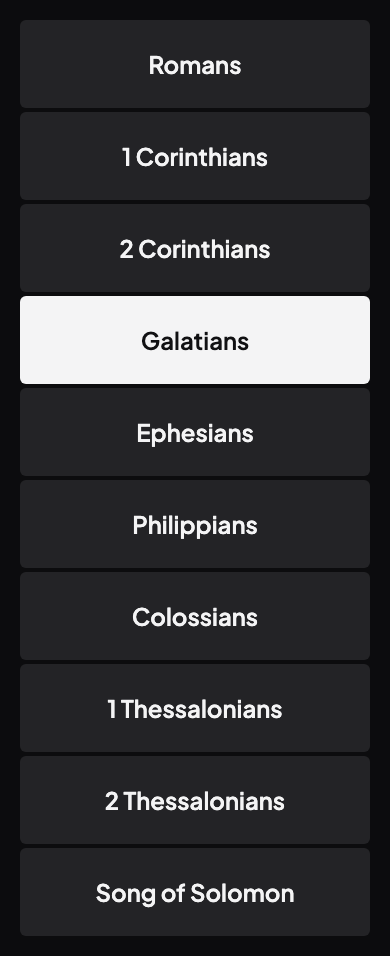 Romans
1 Corinthians
2 Corinthians
Galatians
Ephesians
Philippians
Colossians
1 Thessalonians
2 Thessalonians
Song of Solomon